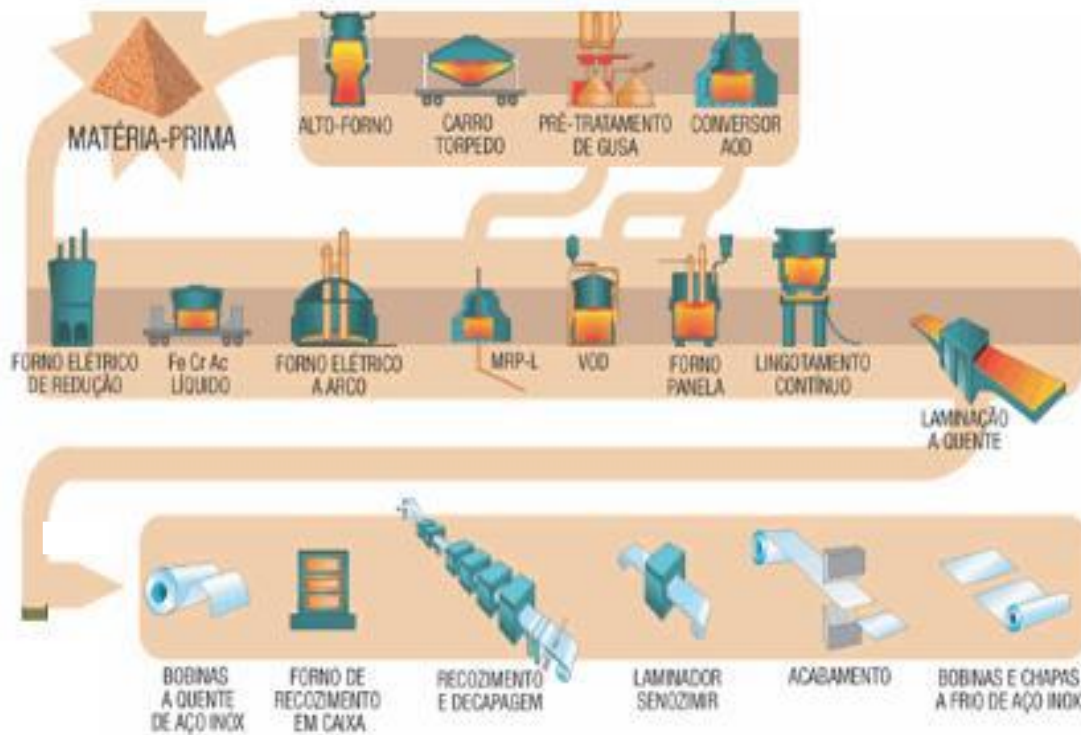 MATÉRIA-PRIMA
ALTO-FORNO
CARRO
TORPEDO
PRÉ-TRATAMENTO
DE GUSA
CONVERSOR
AOD
FORNO ELÉTRICO
DE REDUÇÃO
Fe Cr Ac
LÍQUIDO
FORNO ELÉTRICO
A ARCO
MRP-L
VOD
FORNO
PANELA
LINGOTAMENTO
CONTÍNUO
LAMINAÇÃO
A QUENTE
BOBINAS
A QUENTE
DE AÇO INOX
FORNO DE
RECOZIMENTO
EM CAIXA
RECOZIMENTO
E DECAPAGEM
LAMINADOR
SENOZIMIR
ACABAMENTO
BOBINAS E CHAPAS
A FRIO DE AÇO INOX